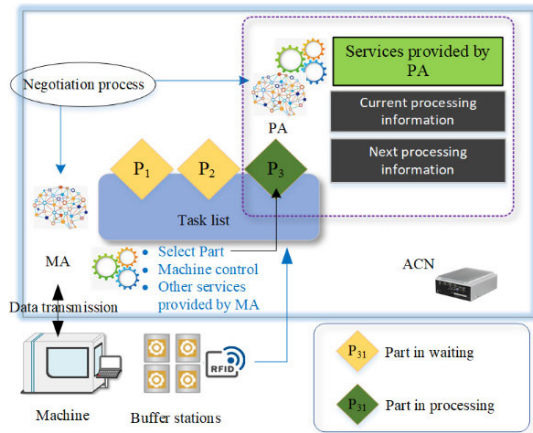 Services provided by
PA
Negotiation process
Current processing
information
PA
Next processing
information
P1
P2
P3
Task list
MA
Select Part
Machine control
Other services
provided by MA
ACN
Data transmission
RFID
P31 Part in waiting
P31 Part in processing
Machine
Buffer stations